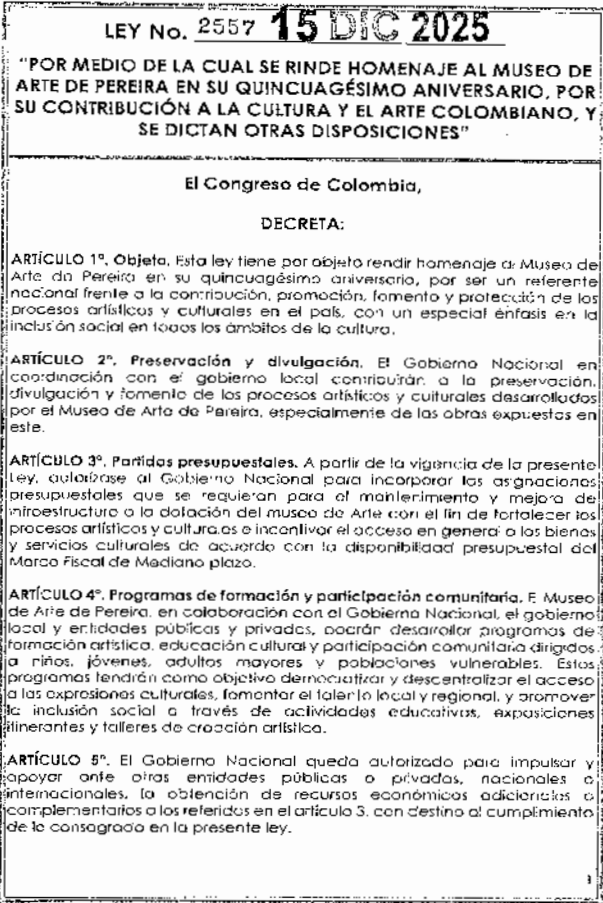 LEY No. 2557 15 DIC 2025
"POR MEDIO DE LA CUAL SE RINDE HOMENAJE AL MUSEO DE
ARTE DE PEREIRA EN SU QUINCUAGÉSIMO ANIVERSARIO, POR
SU CONTRIBUCIÓN A LA CULTURA Y EL ARTE COLOMBIANO, Y
SE DICTAN OTRAS DISPOSICIONES"
El Congreso de Colombia,
DECRETA:
ARTÍCULO 1º. Objeto. Esta ley tiene por objeto rendir homenaje al Museo de
Arte de Pereira en su quincuagésimo aniversario, por ser un referente
nacional frente a la contribución, promoción, fomento y protección de los
procesos artísticos y culturales en el país, con un especial énfasis en la
inclusión social en todos los ámbitos de la cultura.
ARTÍCULO 2º. Preservación y divulgación. El Gobierno Nacional en
coordinación con el gobierno local contribuirán a la preservación,
divulgación y fomento de los procesos artísticos y culturales desarrollados
por el Museo de Arte de Pereira, especialmente de las obras expuestas en
este.
ARTÍCULO 3º. Partidas presupuestales. A partir de la vigencia de la presente
Ley, autorízase al Gobierno Nacional para incorporar las asignaciones
presupuestales que se requieran para el mantenimiento y mejora de
infraestructura o la dotación del museo de Arte con el fin de fortalecer los
procesos artísticos y culturales e incentivar el acceso en general a los bienes
y servicios culturales de acuerdo con la disponibilidad presupuestal del
Marco Fiscal de Mediano plazo.
ARTÍCULO 4º. Programas de formación y participación comunitaria. El Museo
de Arte de Pereira, en colaboración con el Gobierno Nacional, el gobierno
local y entidades públicas y privadas, podrán desarrollar programas de
formación artística, educación cultural y participación comunitaria dirigidos
a niños, jóvenes, adultos mayores y poblaciones vulnerables. Estos
programas tendrán como objetivo democratizar y descentralizar el acceso
a las expresiones culturales, fomentar el talento local y regional, y promover
la inclusión social a través de actividades educativas, exposiciones
itinerantes y talleres de creación artística.
ARTÍCULO 5º. El Gobierno Nacional queda autorizado para impulsar y
apoyar ante otras entidades públicas o privadas, nacionales o
internacionales, la obtención de recursos económicos adicionales o
complementarios a los referidos en el artículo 3, con destino al cumplimiento
de lo consagrado en la presente ley.